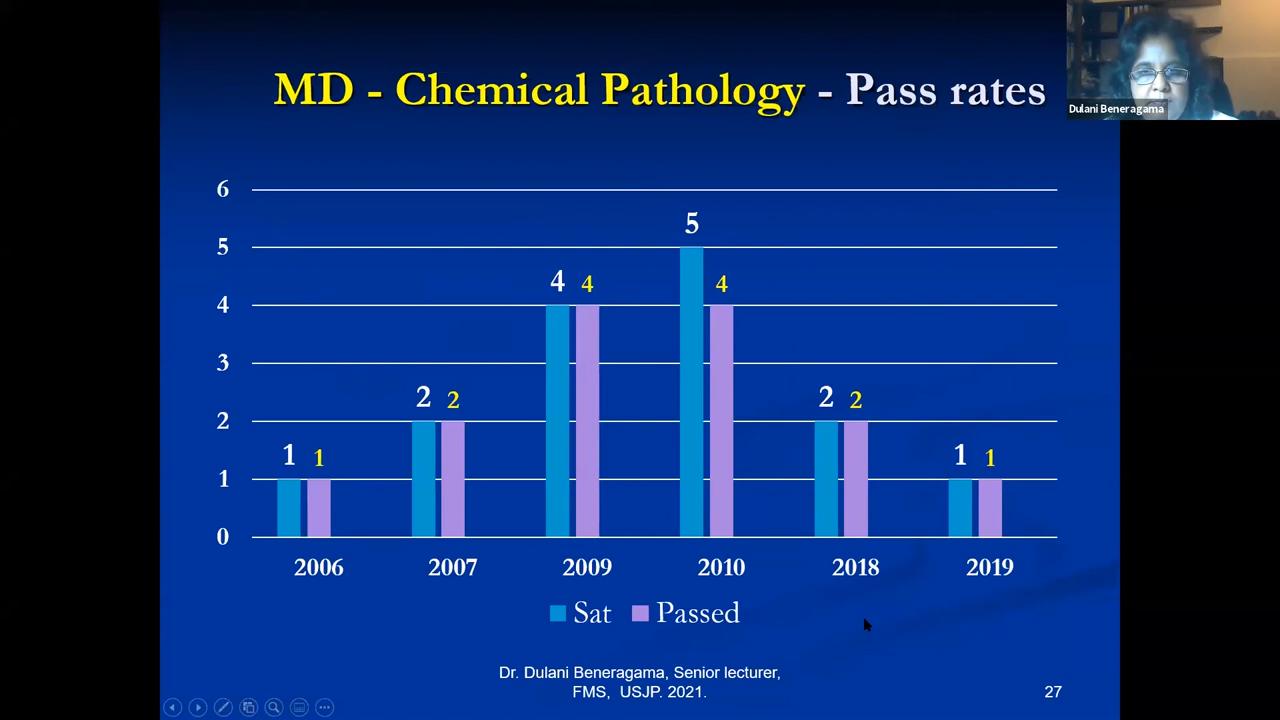 MD - Chemical Pathology - Pass rates
Dulani Beneragama
6
5
5
4 4
4
4
3
2 2
2 2
2
1 1
1 1
1
0
2006 2007 2009 2010 2018 2019
Sat Passed
Dr. Dulani Beneragama, Senior lecturer,
FMS, USJP. 2021.
27